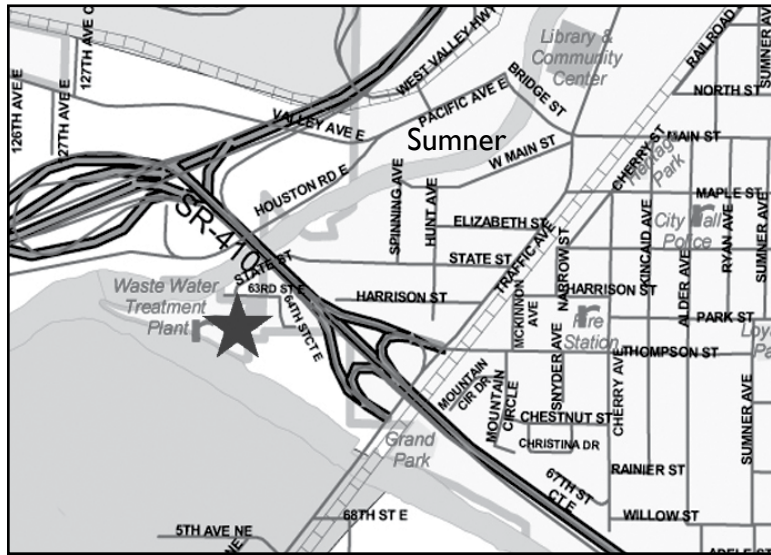 127TH AVE
126TH AVE E
27TH AVE E
WEST VALLEY HWY
VALLEY AVE E
PACIFIC AVE E
BRIDGE ST
Library &
Community
Center
RAILROAD
SUMNER AV
NORTH ST
Sumner
W MAIN ST
MAIN ST
CHERRY ST
Heritage
Park
HOUSTON RD E
SPINNING AVE
HUNT AVE
MAPLE ST
SR-410
ELIZABETH ST
TRAFFIC AVE
NARROW ST
KINCAID AVE
City Hall
Police
RYAN AVE
ALDER AVE
STATE ST
STATE ST
Waste Water
Treatment
Plant
63RD ST E
64TH STCT E
HARRISON ST
HARRISON ST
MCKINNON
AVE
Fire
Station
PARK ST
THOMPSON ST
SNYDER AVE
CHERRY AVE
SUMNER AVE
MOUNTAIN
CIR DR
MOUNTAIN
CIRCLE
CHESTNUT ST
CHRISTINA DR
Grand
Park
67TH ST
CT E
RAINIER ST
WILLOW ST
68TH ST E
5TH AVE NE